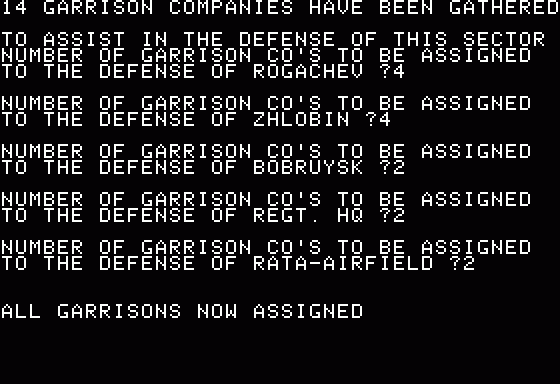 14 GARRISON COMPANIES HAVE BEEN GATHERED
TO ASSIST IN THE DEFENSE OF THIS SECTOR
NUMBER OF GARRISON CO'S TO BE ASSIGNED
TO THE DEFENSE OF ROGACHEV ?4
NUMBER OF GARRISON CO'S TO BE ASSIGNED
TO THE DEFENSE OF ZHLOBIN ?4
NUMBER OF GARRISON CO'S TO BE ASSIGNED
TO THE DEFENSE OF BOBRUYSK ?2
NUMBER OF GARRISON CO'S TO BE ASSIGNED
TO THE DEFENSE OF REGT. HQ ?2
NUMBER OF GARRISON CO'S TO BE ASSIGNED
TO THE DEFENSE OF RATA-AIRFIELD ?2
ALL GARRISONS NOW ASSIGNED